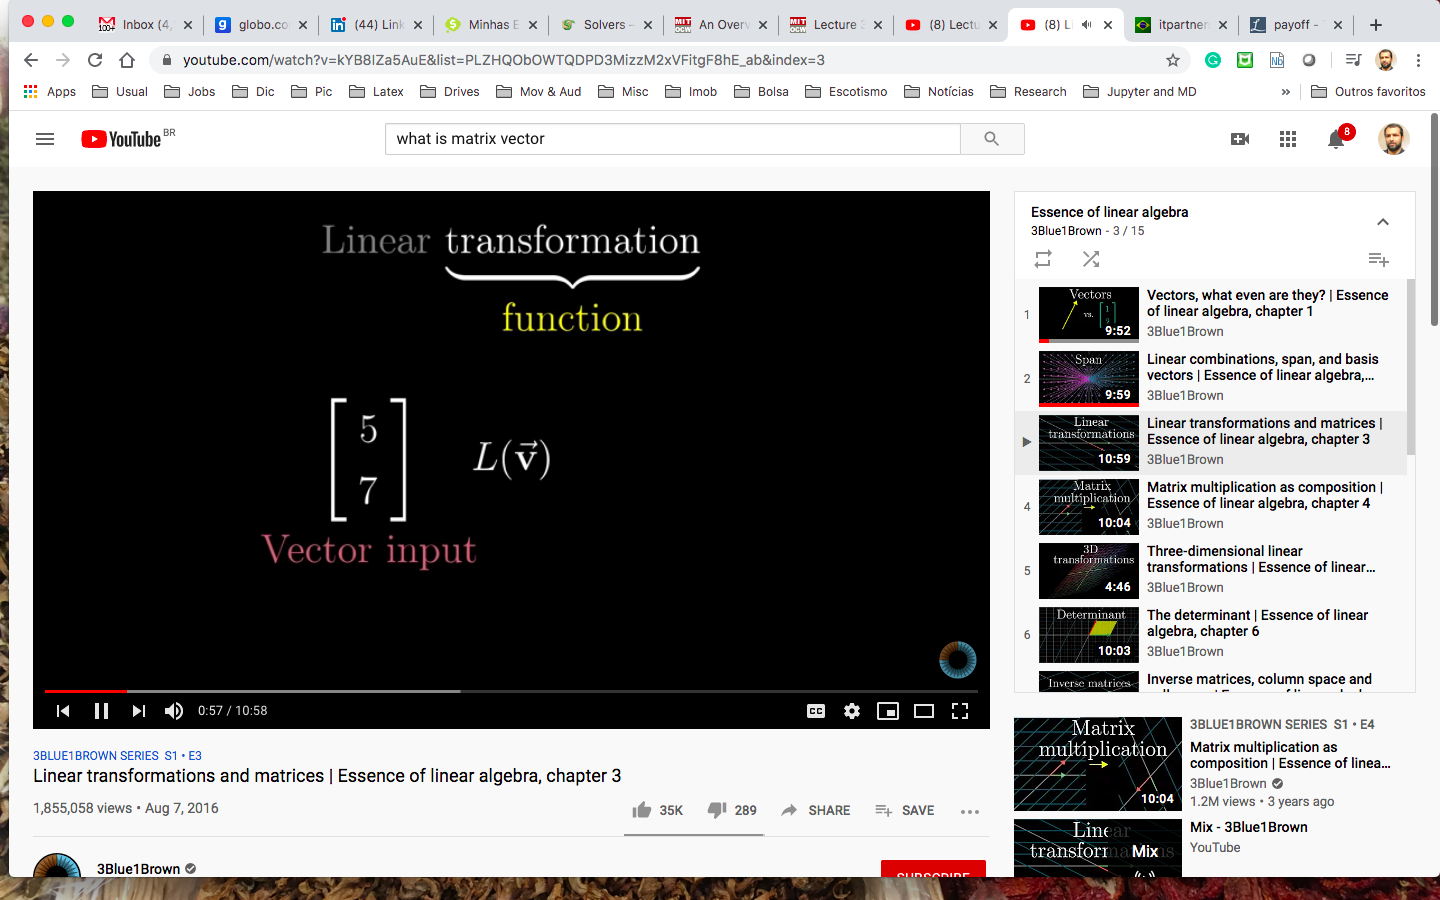 Inbox (4,
globo.co
(44) Link
Minhas E
Solvers –
An Over
Lecture 3
(8) Lectu
(8) Li
itpartner
payoff -
youtube.com/watch?v=kYB8IZa5AuE&list=PLZHQObOWTQDPD3MizzM2xVFitgF8hE_ab&index=3
Apps
Usual
Jobs
Dic
Pic
Latex
Drives
Mov & Aud
Misc
Imob
Bolsa
Escotismo
Notícias
Research
Jupyter and MD
»
Outros favoritos
YouTube BR
what is matrix vector
8
Linear transformation
function
5
7
L(v⃗)
Vector input
0:57 / 10:58
CC
3BLUE1BROWN SERIES S1 • E3
Linear transformations and matrices | Essence of linear algebra, chapter 3
1,855,058 views • Aug 7, 2016
35K
289
SHARE
SAVE
3Blue1Brown
SUBSCRIBE
Essence of linear algebra
3Blue1Brown - 3 / 15
1
Vectors
vs.
9:52
Vectors, what even are they? | Essence
of linear algebra, chapter 1
3Blue1Brown
2
Span
9:59
Linear combinations, span, and basis
vectors | Essence of linear algebra,...
3Blue1Brown
Linear
transformations
10:59
Linear transformations and matrices |
Essence of linear algebra, chapter 3
3Blue1Brown
4
Matrix
multiplication
10:04
Matrix multiplication as composition |
Essence of linear algebra, chapter 4
3Blue1Brown
5
3D
transformations
4:46
Three-dimensional linear
transformations | Essence of linear...
3Blue1Brown
6
Determinant
10:03
The determinant | Essence of linear
algebra, chapter 6
3Blue1Brown
Inverse matrices
Inverse matrices, column space and
Matrix
multiplication
10:04
3BLUE1BROWN SERIES S1 • E4
Matrix multiplication as
composition | Essence of linea...
3Blue1Brown
1.2M views • 3 years ago
Linear
transformations
Mix
Mix - 3Blue1Brown
YouTube